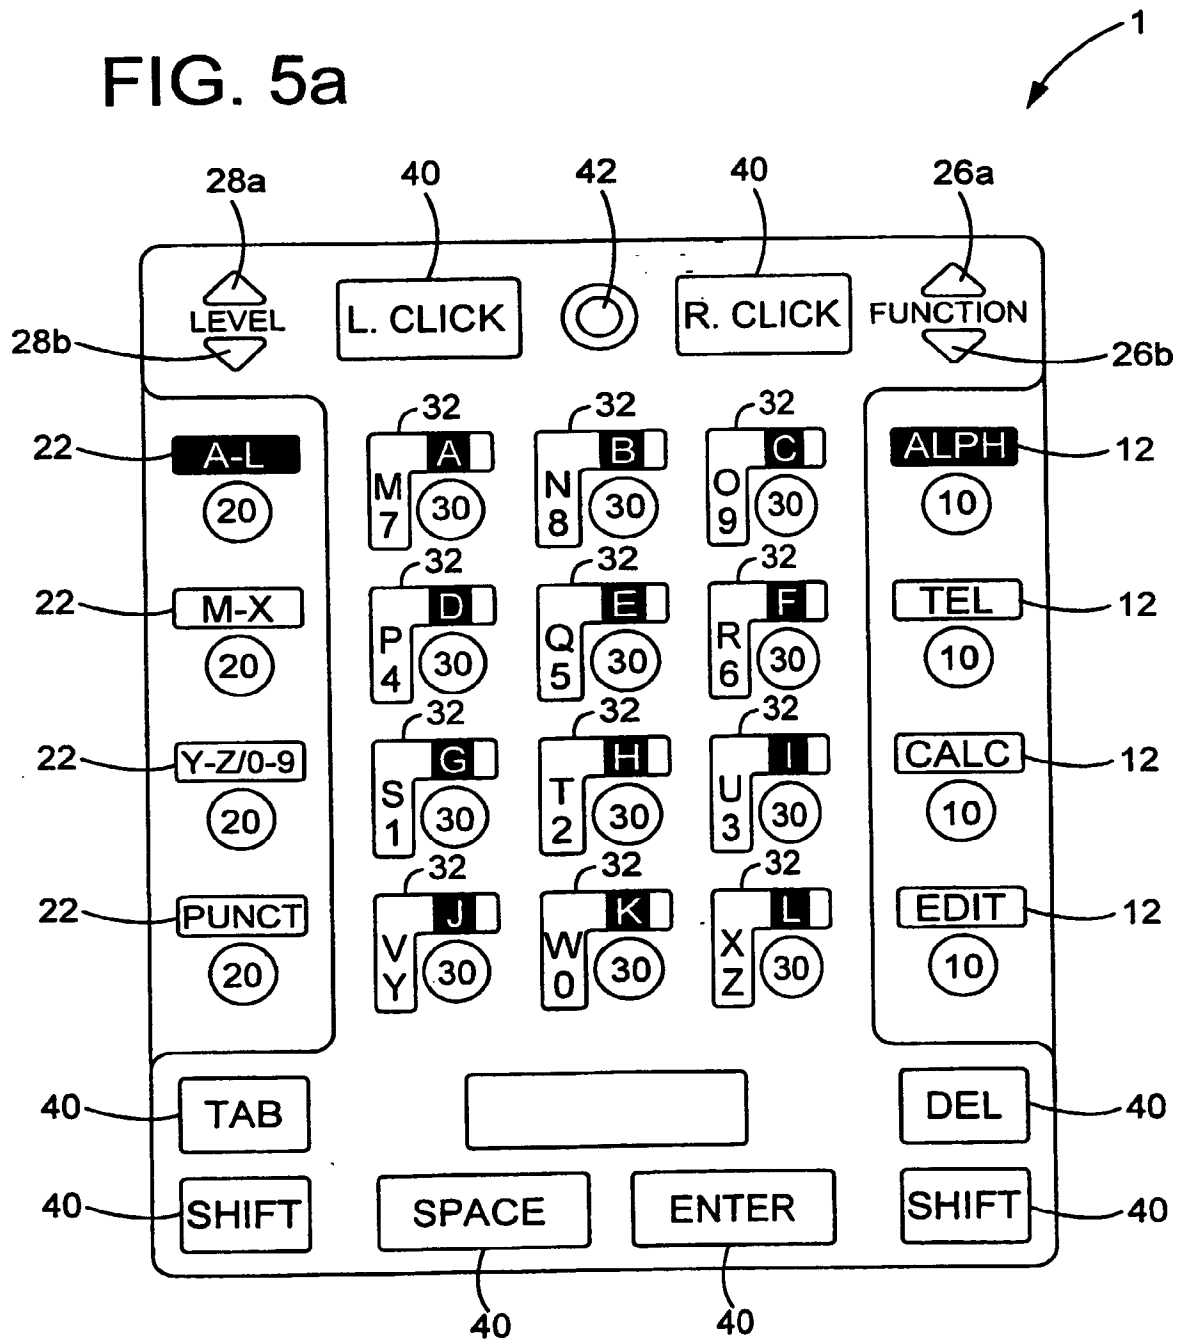 1
FIG. 5a
28a 40 42 40 26a
LEVEL L. CLICK R. CLICK FUNCTION
28b 26b
32 32 32
22 A-L A B C ALPH 12
M N O
20 7 30 8 30 9 30 10
32 32 32
22 M-X D E F TEL 12
P Q R
20 4 30 5 30 6 30 10
32 32 32
22 Y-Z/0-9 G H I CALC 12
S T U
20 1 30 2 30 3 30 10
32 32 32
22 PUNCT J K L EDIT 12
V W X
20 Y 30 0 30 Z 30 10
40 TAB DEL 40
40 SHIFT SPACE ENTER SHIFT 40
40 40